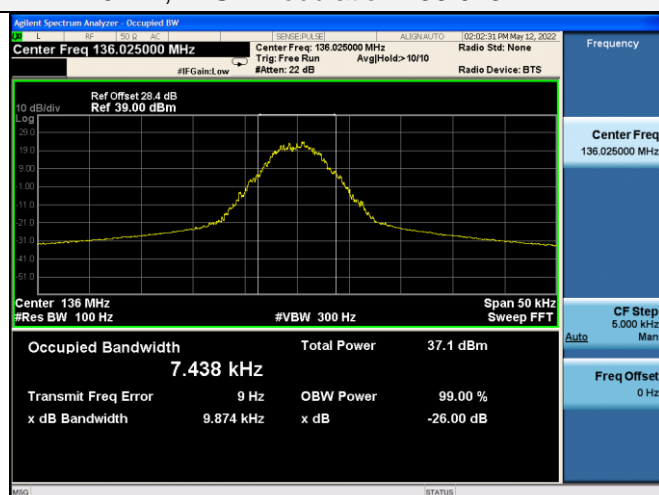 Agilent Spectrum Analyzer - Occupied BW
L RF 50 Ω AC SENSE:PULSE ALIGN AUTO 02:02:31 PM May 12, 2022
Center Freq 136.025000 MHz
Center Freq: 136.025000 MHz Radio Std: None
Trig: Free Run Avg|Hold:> 10/10
#IFGain:Low #Atten: 22 dB Radio Device: BTS
Ref Offset 28.4 dB
10 dB/div Ref 39.00 dBm
Log
29.0
19.0
9.00
-1.00
-11.0
-21.0
-31.0
-41.0
-51.0
Center 136 MHz Span 50 kHz
#Res BW 100 Hz #VBW 300 Hz Sweep FFT
Occupied Bandwidth Total Power 37.1 dBm
7.438 kHz
Transmit Freq Error 9 Hz OBW Power 99.00 %
x dB Bandwidth 9.874 kHz x dB -26.00 dB
MSG STATUS
Frequency
Center Freq
136.025000 MHz
CF Step
5.000 kHz
Auto Man
Freq Offset
0 Hz